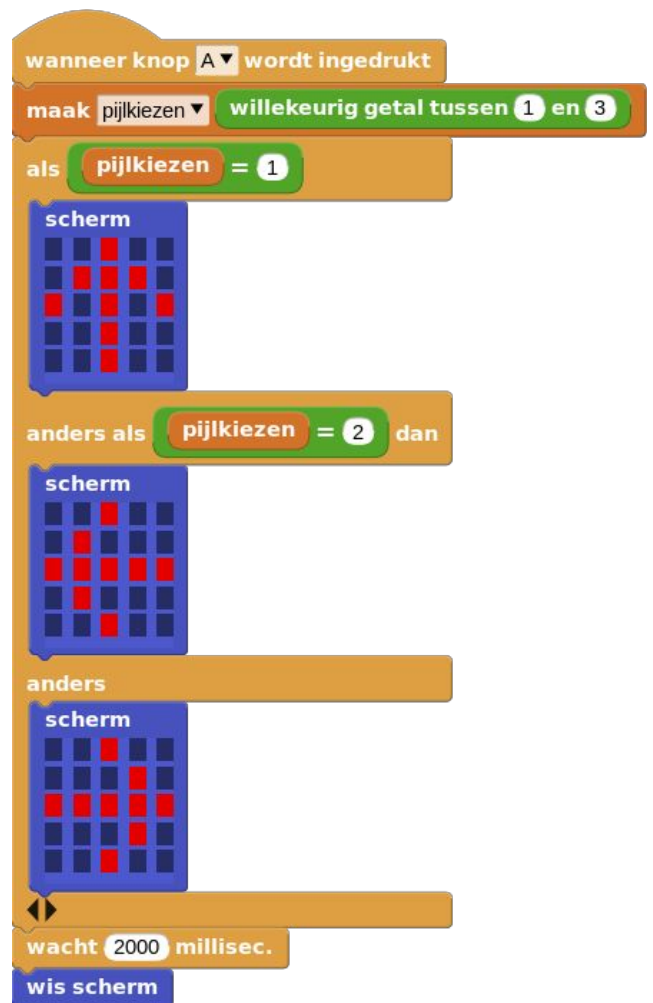 wanneer knop A wordt ingedrukt
maak pijlkiezen willekeurig getal tussen 1 en 3
als pijlkiezen = 1
scherm
anders als pijlkiezen = 2 dan
scherm
anders
scherm
wacht 2000 millisec.
wis scherm